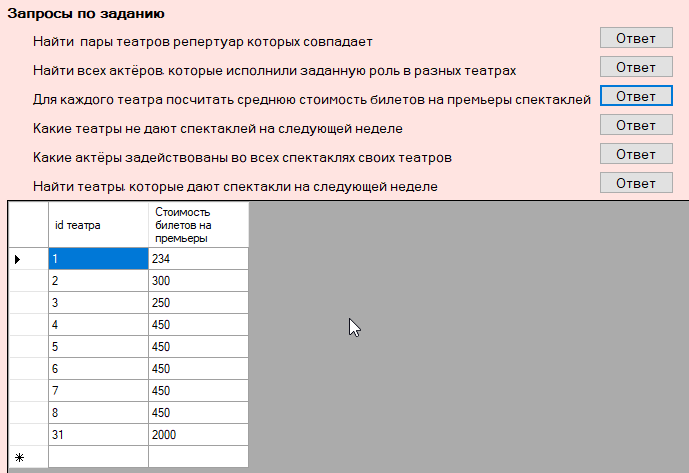 Запросы по заданию
Найти пары театров репертуар которых совпадает
Ответ
Найти всех актёров, которые исполнили заданную роль в разных театрах
Ответ
Для каждого театра посчитать среднюю стоимость билетов на премьеры спектаклей
Ответ
Какие театры не дают спектаклей на следующей неделе
Ответ
Какие актёры задействованы во всех спектаклях своих театров
Ответ
Найти театры, которые дают спектакли на следующей неделе
Ответ
id театра
Стоимость
билетов на
премьеры
1 234
2 300
3 250
4 450
5 450
6 450
7 450
8 450
31 2000